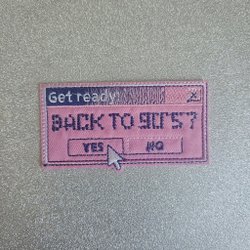 Get ready
BACK TO 90'S?
YES NO